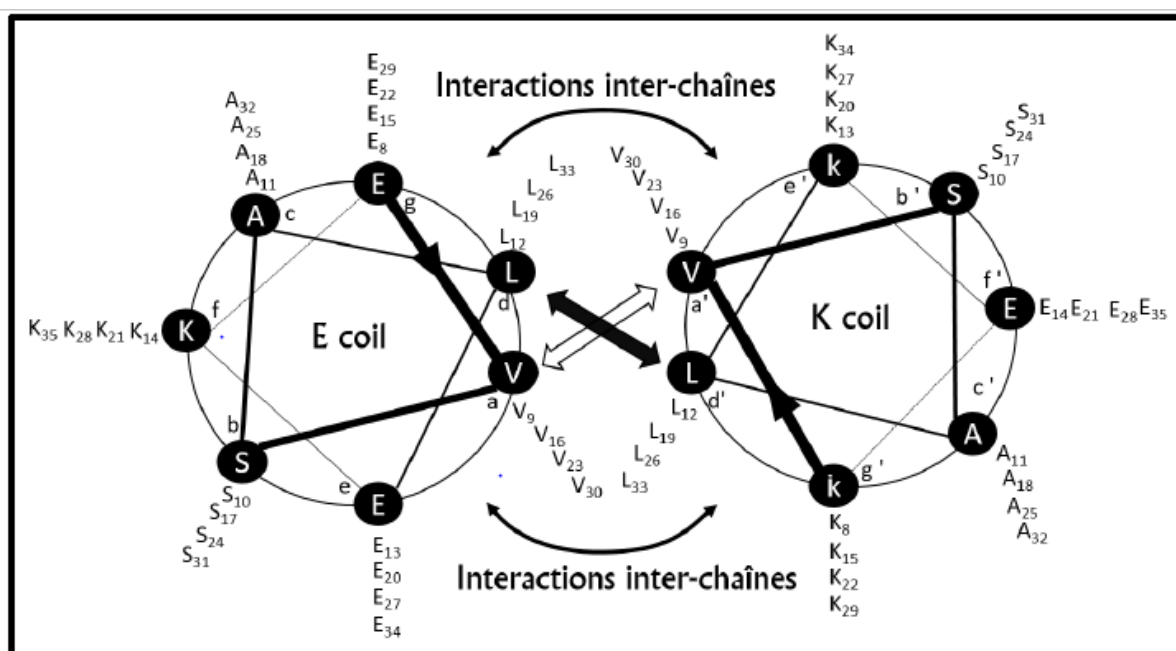 Interactions inter-chaînes
E29
E22
E15
E8
A32
A25
A18
A11
L33
L26
L19
L12
V30
V23
V16
V9
K34
K27
K20
K13
S31
S24
S17
S10
E
g
A
c
L
d
k
e'
S
b'
V
a'
K35 K28 K21 K14
K
f
E coil
K coil
f'
E
E14 E21 E28 E35
V
a
L
d'
c'
A
b
S
e
E
k
g'
V9
V16
V23
V30
L12
L19
L26
L33
A11
A18
A25
A32
S10
S17
S24
S31
E13
E20
E27
E34
K8
K15
K22
K29
Interactions inter-chaînes